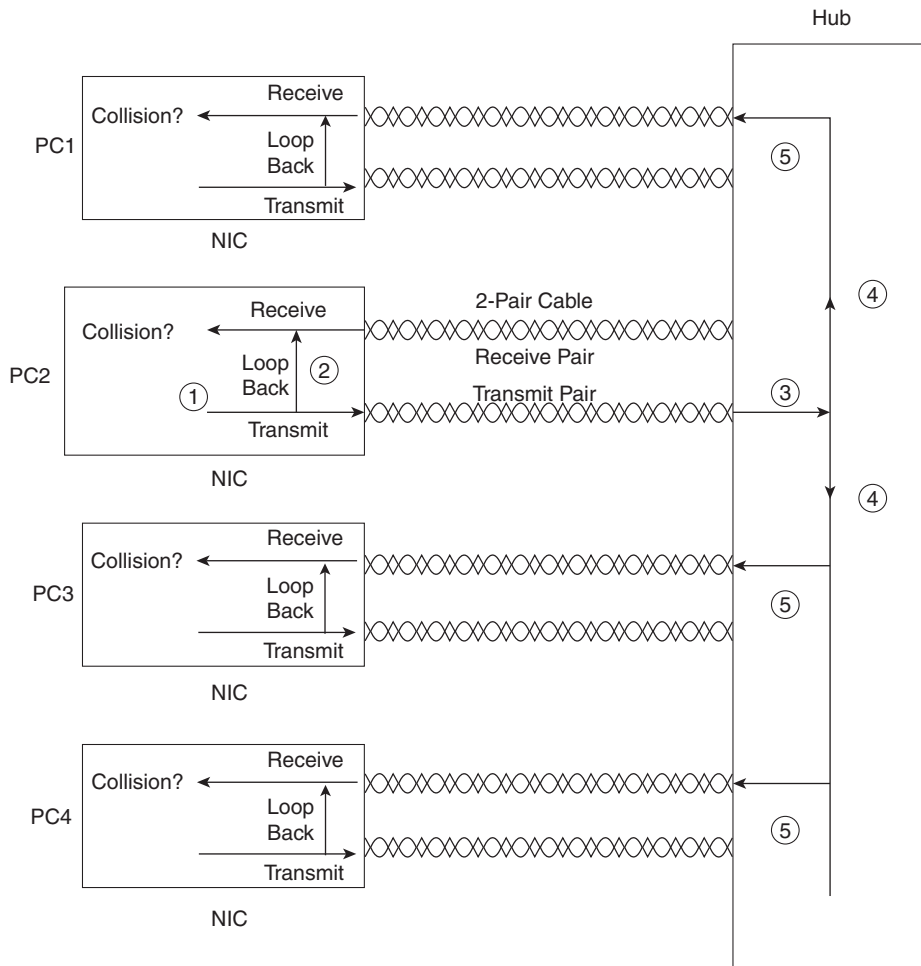 Hub
PC1
Collision?
Receive
Loop
Back
Transmit
NIC
⑤
④
PC2
Collision?
Receive
Loop
Back
②
①
Transmit
NIC
2-Pair Cable
Receive Pair
Transmit Pair
③
④
PC3
Collision?
Receive
Loop
Back
Transmit
NIC
⑤
PC4
Collision?
Receive
Loop
Back
Transmit
NIC
⑤